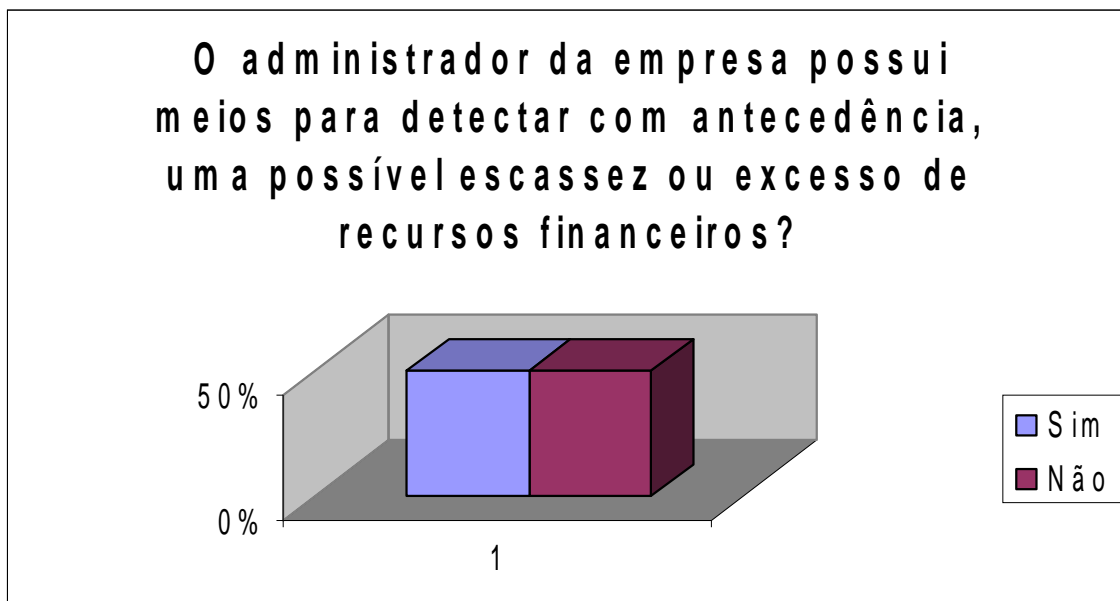 O administrador da empresa possui
meios para detectar com antecedência,
uma possível escassez ou excesso de
recursos financeiros?
50%
0%
1
Sim
Não